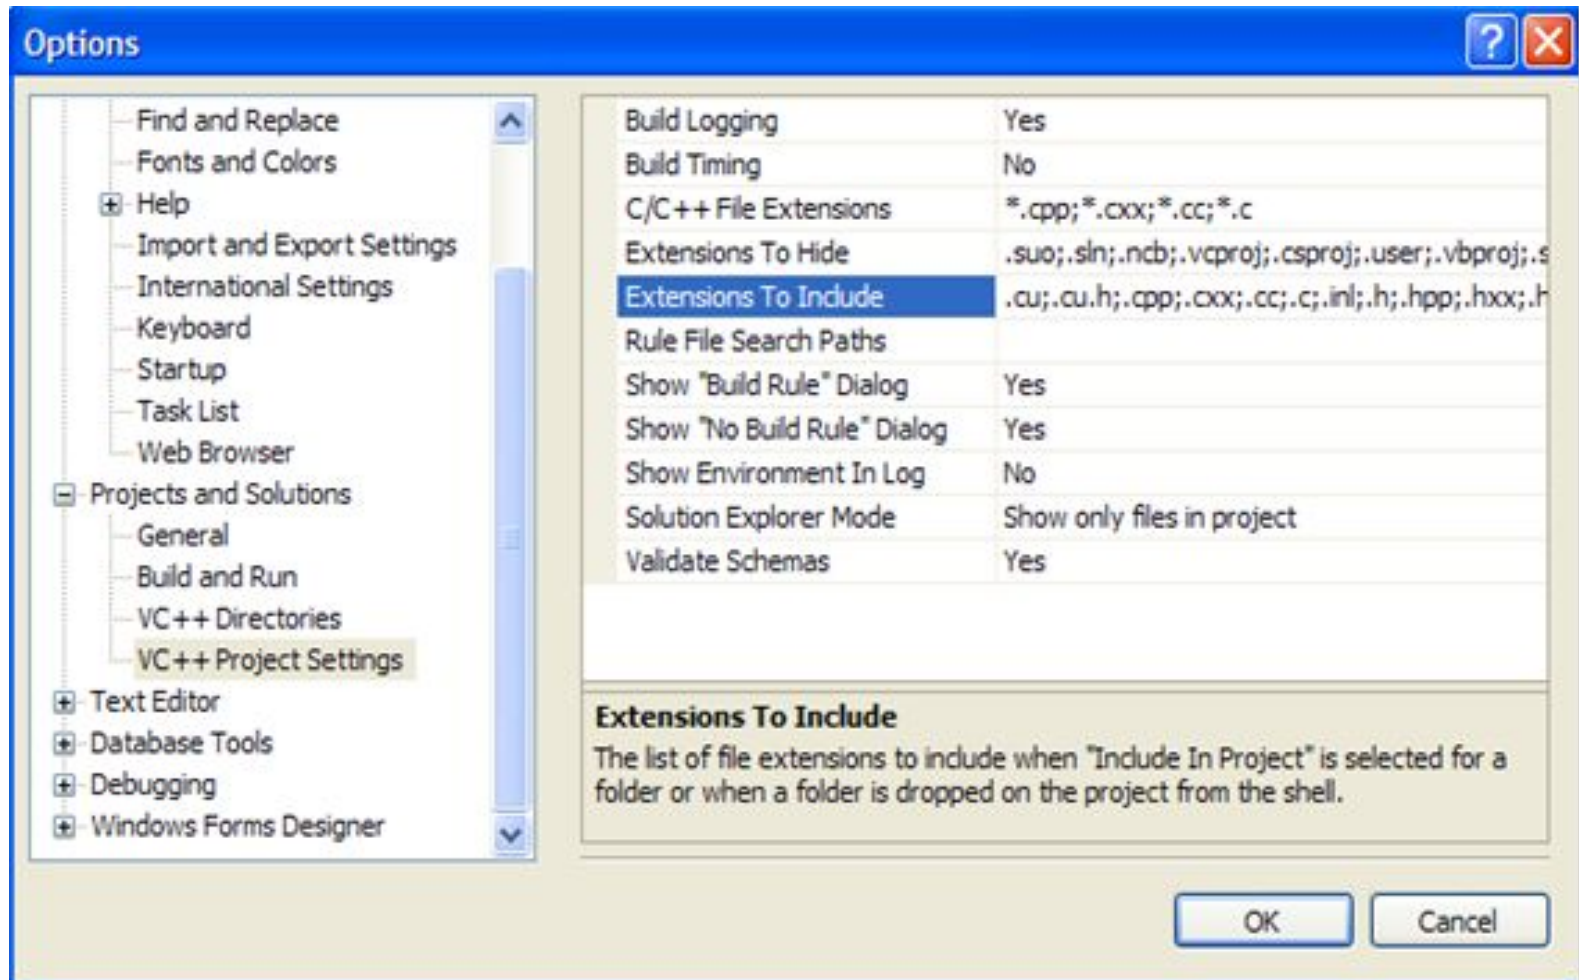 Options
Find and Replace
Fonts and Colors
Help
Import and Export Settings
International Settings
Keyboard
Startup
Task List
Web Browser
Projects and Solutions
General
Build and Run
VC++ Directories
VC++ Project Settings
Text Editor
Database Tools
Debugging
Windows Forms Designer
Build Logging Yes
Build Timing No
C/C++ File Extensions *.cpp;*.cxx;*.cc;*.c
Extensions To Hide .suo;.sln;.ncb;.vcproj;.csproj;.user;.vbproj;.s
Extensions To Include .cu;.cu.h;.cpp;.cxx;.cc;.c;.inl;.h;.hpp;.hxx;.h
Rule File Search Paths
Show "Build Rule" Dialog Yes
Show "No Build Rule" Dialog Yes
Show Environment In Log No
Solution Explorer Mode Show only files in project
Validate Schemas Yes
Extensions To Include
The list of file extensions to include when "Include In Project" is selected for a
folder or when a folder is dropped on the project from the shell.
OK Cancel